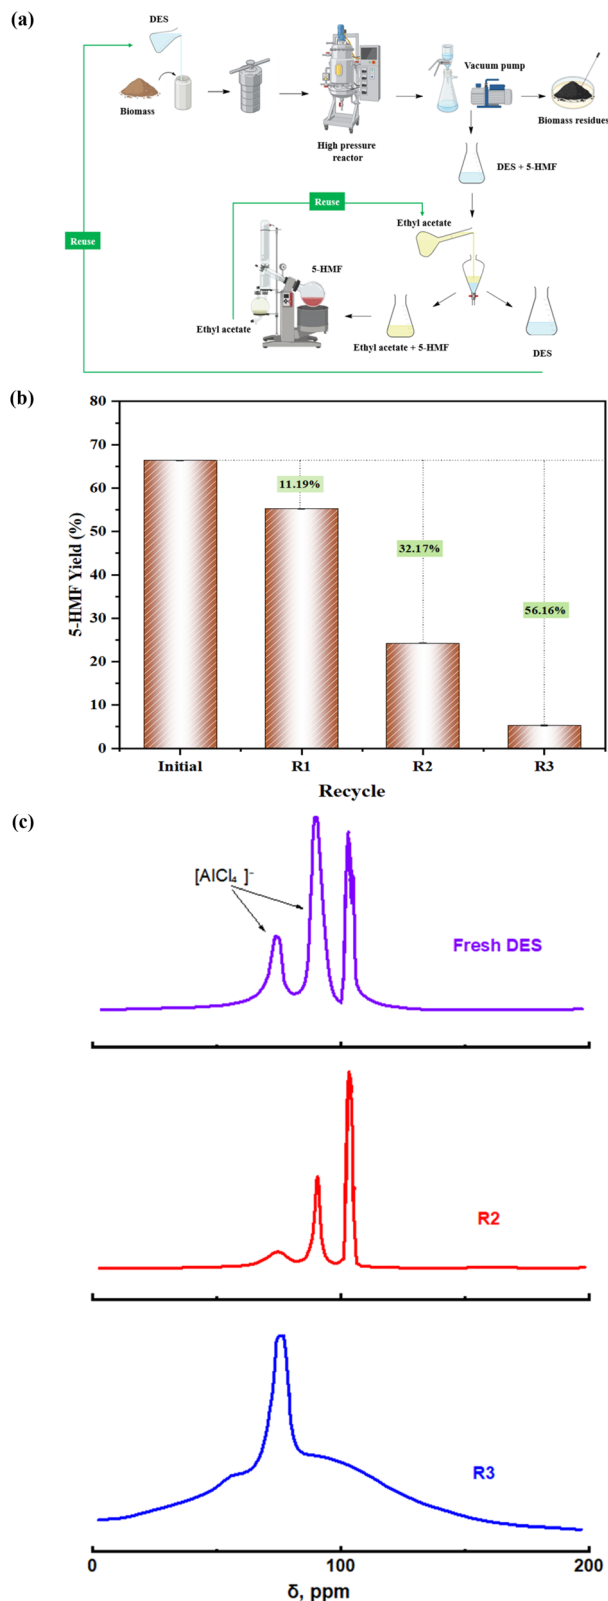 (a)
DES
Biomass
High pressure
reactor
Vacuum pump
Biomass residues
DES + 5-HMF
Reuse
Reuse
Ethyl acetate
5-HMF
Ethyl acetate
Ethyl acetate + 5-HMF
DES
(b)
80
70
60
50
40
30
20
10
0
5-HMF Yield (%)
11.19%
32.17%
56.16%
Initial
R1
R2
R3
Recycle
(c)
[AlCl₄ ]⁻
Fresh DES
R2
R3
0
100
200
δ, ppm